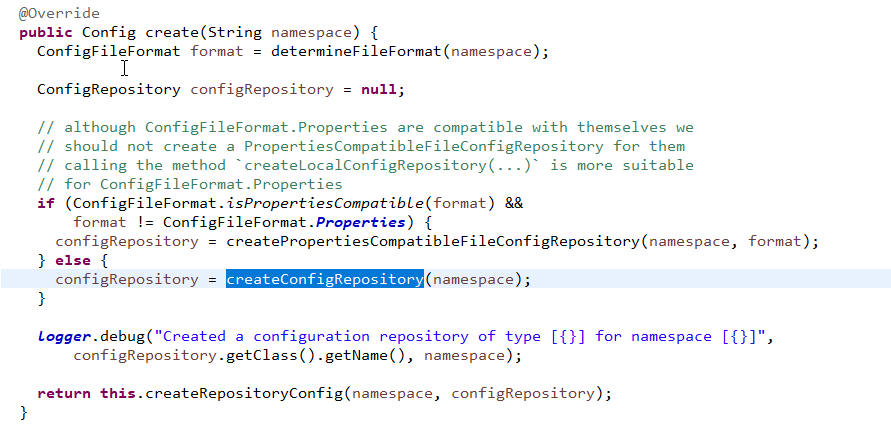 @Override
public Config create(String namespace) {
  ConfigFileFormat format = determineFileFormat(namespace);

  ConfigRepository configRepository = null;

  // although ConfigFileFormat.Properties are compatible with themselves we
  // should not create a PropertiesCompatibleFileConfigRepository for them
  // calling the method `createLocalConfigRepository(...)` is more suitable
  // for ConfigFileFormat.Properties
  if (ConfigFileFormat.isPropertiesCompatible(format) &&
      format != ConfigFileFormat.Properties) {
    configRepository = createPropertiesCompatibleFileConfigRepository(namespace, format);
  } else {
    configRepository = createConfigRepository(namespace);
  }

  logger.debug("Created a configuration repository of type [{}] for namespace [{}]",
      configRepository.getClass().getName(), namespace);

  return this.createRepositoryConfig(namespace, configRepository);
}